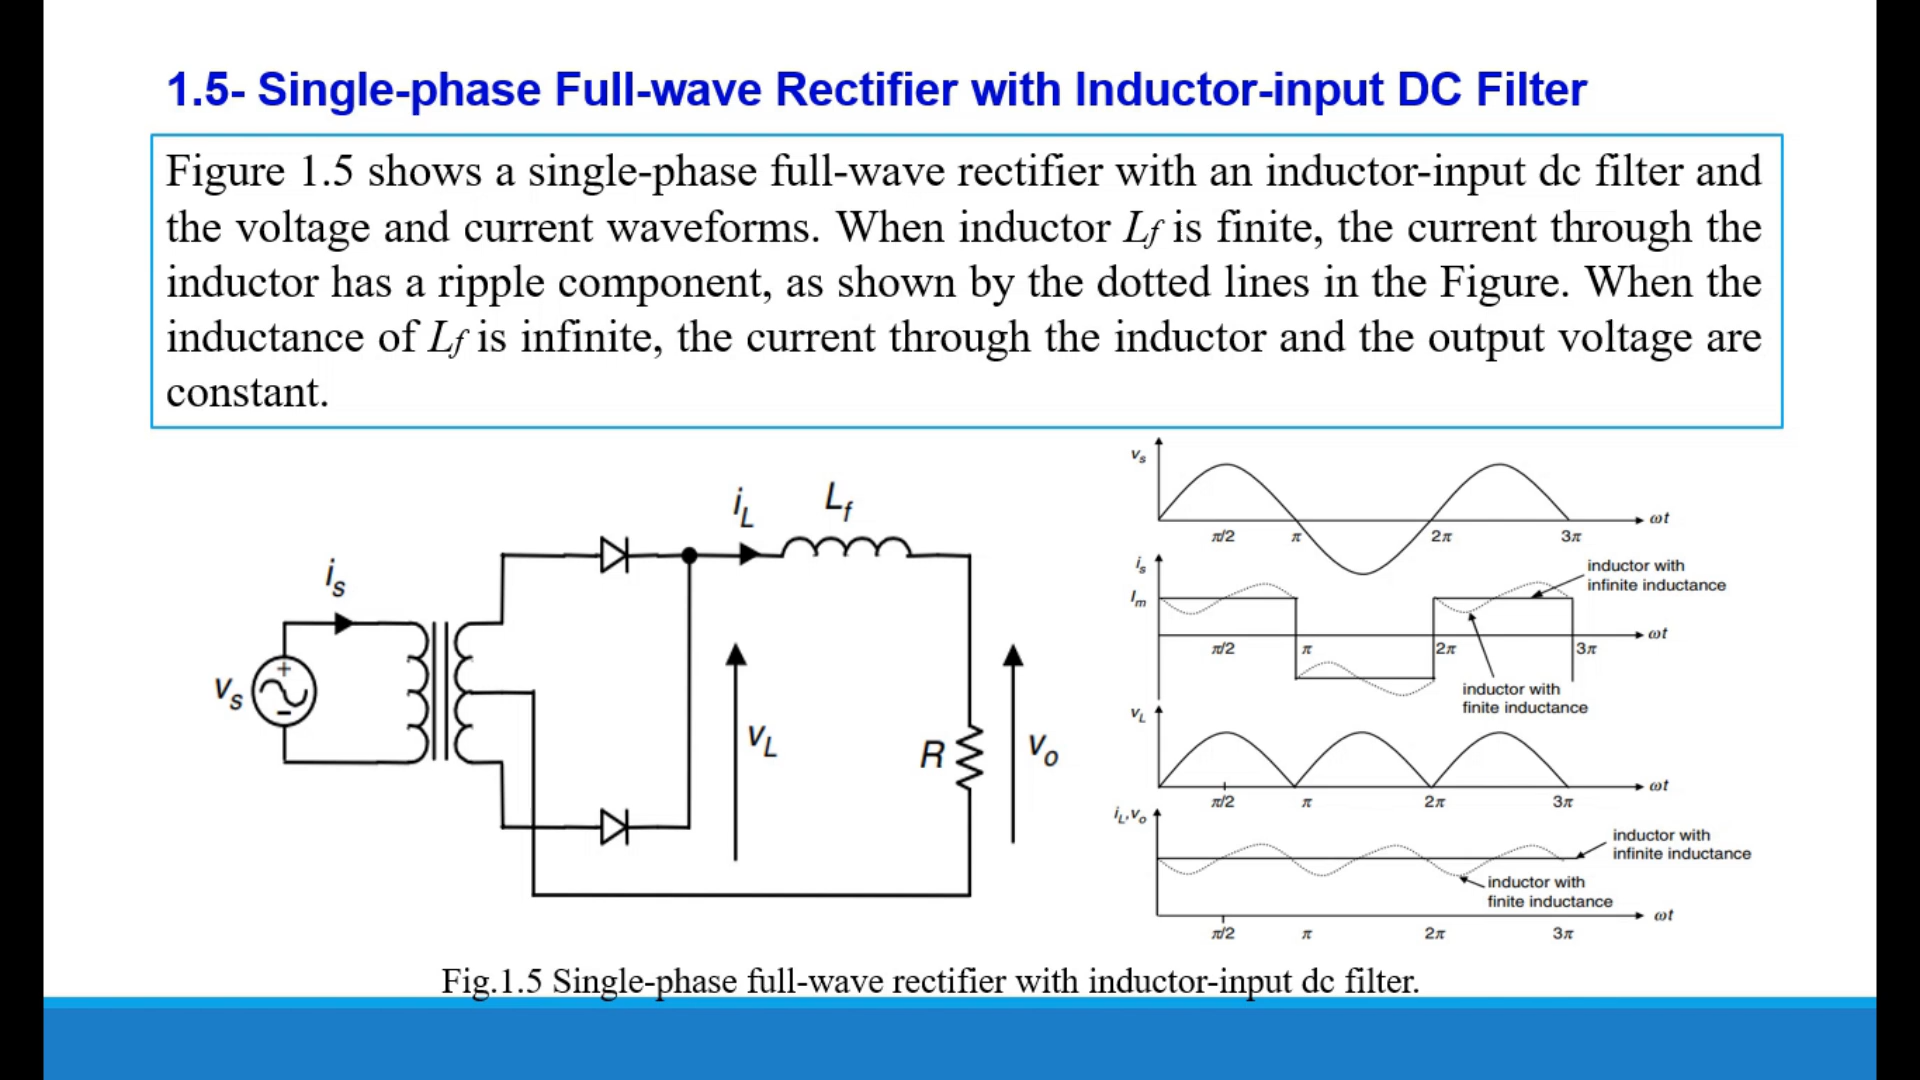 1.5- Single-phase Full-wave Rectifier with Inductor-input DC Filter
Figure 1.5 shows a single-phase full-wave rectifier with an inductor-input dc filter and
the voltage and current waveforms. When inductor Lf is finite, the current through the
inductor has a ripple component, as shown by the dotted lines in the Figure. When the
inductance of Lf is infinite, the current through the inductor and the output voltage are
constant.
iL
Lf
is
vs
+
−
vL
R
vo
vs
π/2
π
2π
3π
ωt
is
Im
inductor with
infinite inductance
π/2
π
2π
3π
ωt
inductor with
finite inductance
vL
π/2
π
2π
3π
ωt
iL,vo
inductor with
infinite inductance
inductor with
finite inductance
π/2
π
2π
3π
ωt
Fig.1.5 Single-phase full-wave rectifier with inductor-input dc filter.